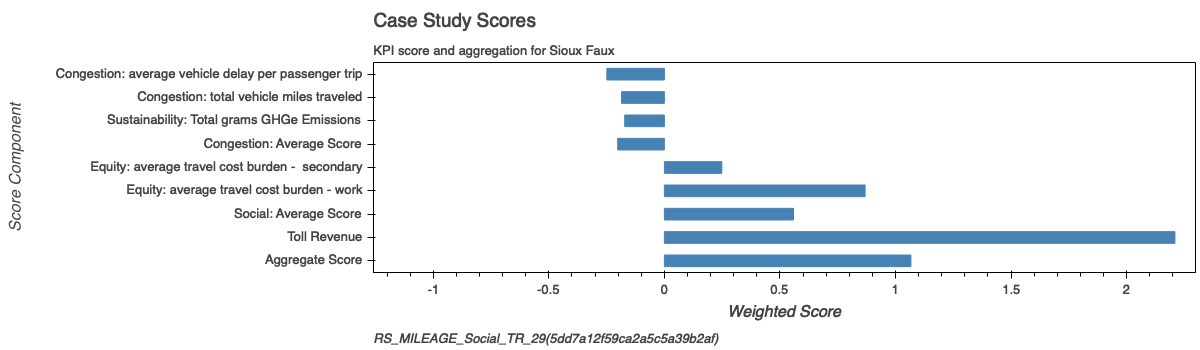 Case Study Scores
KPI score and aggregation for Sioux Faux
Score Component
Congestion: average vehicle delay per passenger trip
Congestion: total vehicle miles traveled
Sustainability: Total grams GHGe Emissions
Congestion: Average Score
Equity: average travel cost burden -  secondary
Equity: average travel cost burden - work
Social: Average Score
Toll Revenue
Aggregate Score
-1 -0.5 0 0.5 1 1.5 2
Weighted Score
RS_MILEAGE_Social_TR_29(5dd7a12f59ca2a5c5a39b2af)